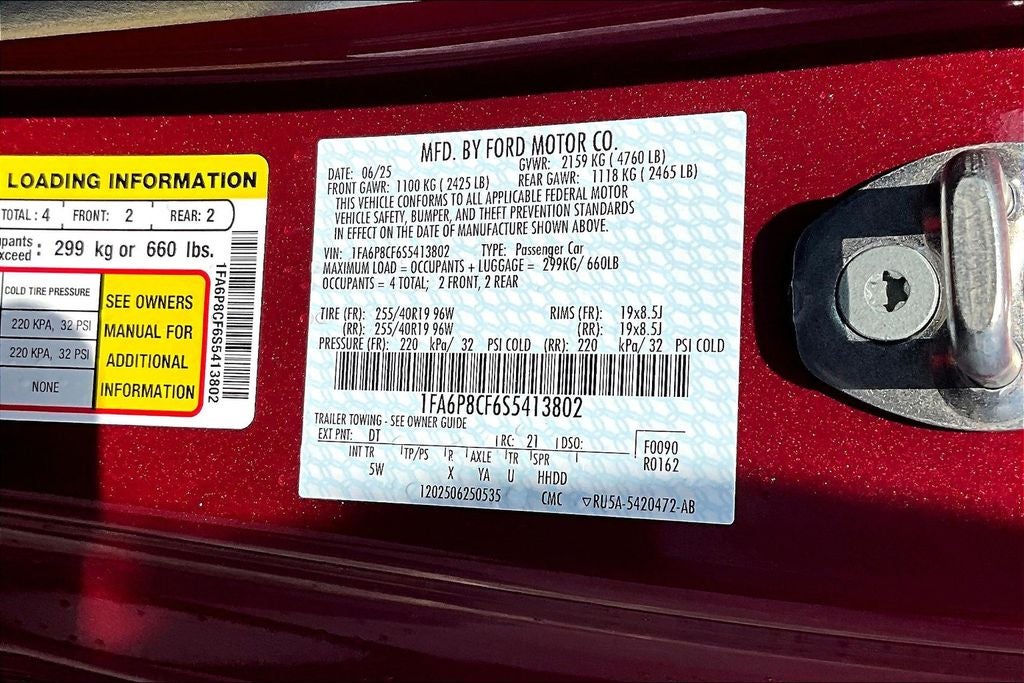 LOADING INFORMATION
TOTAL : 4 FRONT: 2 REAR: 2
pants
xceed : 299 kg or 660 lbs.
COLD TIRE PRESSURE
220 KPA, 32 PSI
220 KPA, 32 PSI
NONE
SEE OWNERS
MANUAL FOR
ADDITIONAL
INFORMATION
1FA6P8CF6S5413802
MFD. BY FORD MOTOR CO.
DATE: 06/25 GVWR: 2159 KG ( 4760 LB)
FRONT GAWR: 1100 KG ( 2425 LB) REAR GAWR: 1118 KG ( 2465 LB)
THIS VEHICLE CONFORMS TO ALL APPLICABLE FEDERAL MOTOR
VEHICLE SAFETY, BUMPER, AND THEFT PREVENTION STANDARDS
IN EFFECT ON THE DATE OF MANUFACTURE SHOWN ABOVE.
VIN: 1FA6P8CF6S5413802 TYPE: Passenger Car
MAXIMUM LOAD = OCCUPANTS + LUGGAGE = 299KG/ 660LB
OCCUPANTS = 4 TOTAL; 2 FRONT, 2 REAR
TIRE (FR): 255/40R19 96W RIMS (FR): 19x8.5J
(RR): 255/40R19 96W (RR): 19x8.5J
PRESSURE (FR): 220 kPa/ 32 PSI COLD (RR): 220 kPa/ 32 PSI COLD
1FA6P8CF6S5413802
TRAILER TOWING - SEE OWNER GUIDE
EXT PNT: DT RC: 21 DSO: F0090
INT TR TP/PS R AXLE TR SPR R0162
5W X YA U HHDD
1202506250535 CMC ▽RU5A-5420472-AB